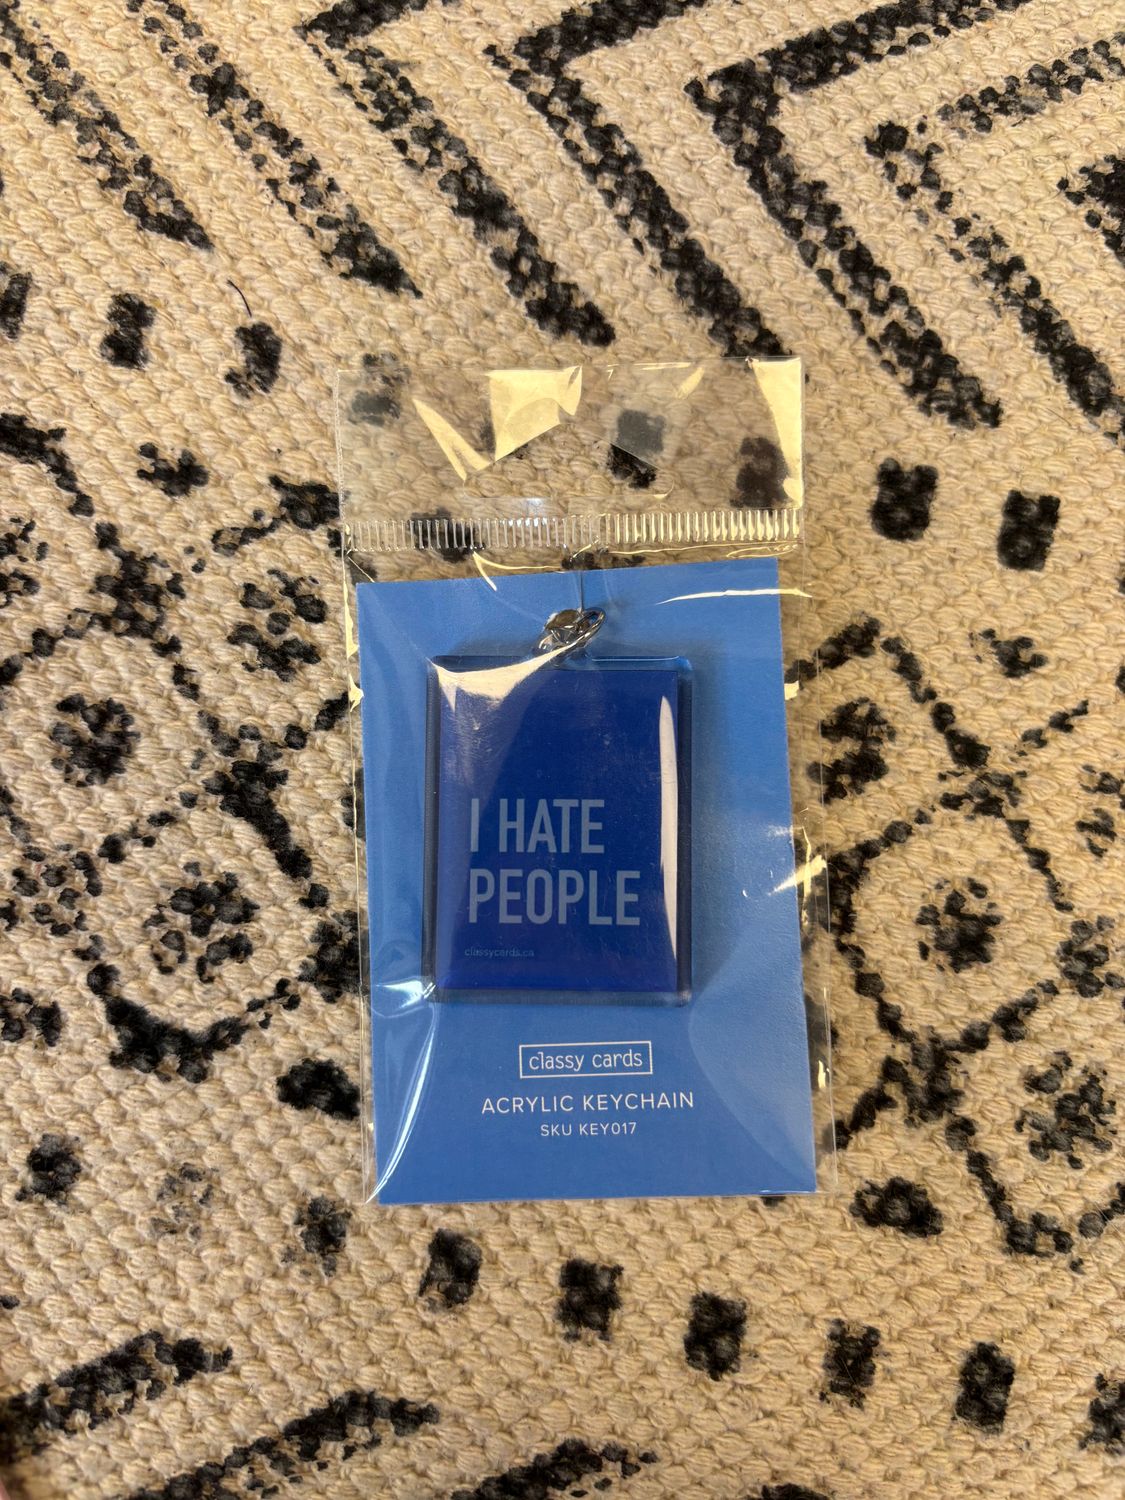 I HATE
PEOPLE
classycards.ca
classy cards
ACRYLIC KEYCHAIN
SKU KEY017